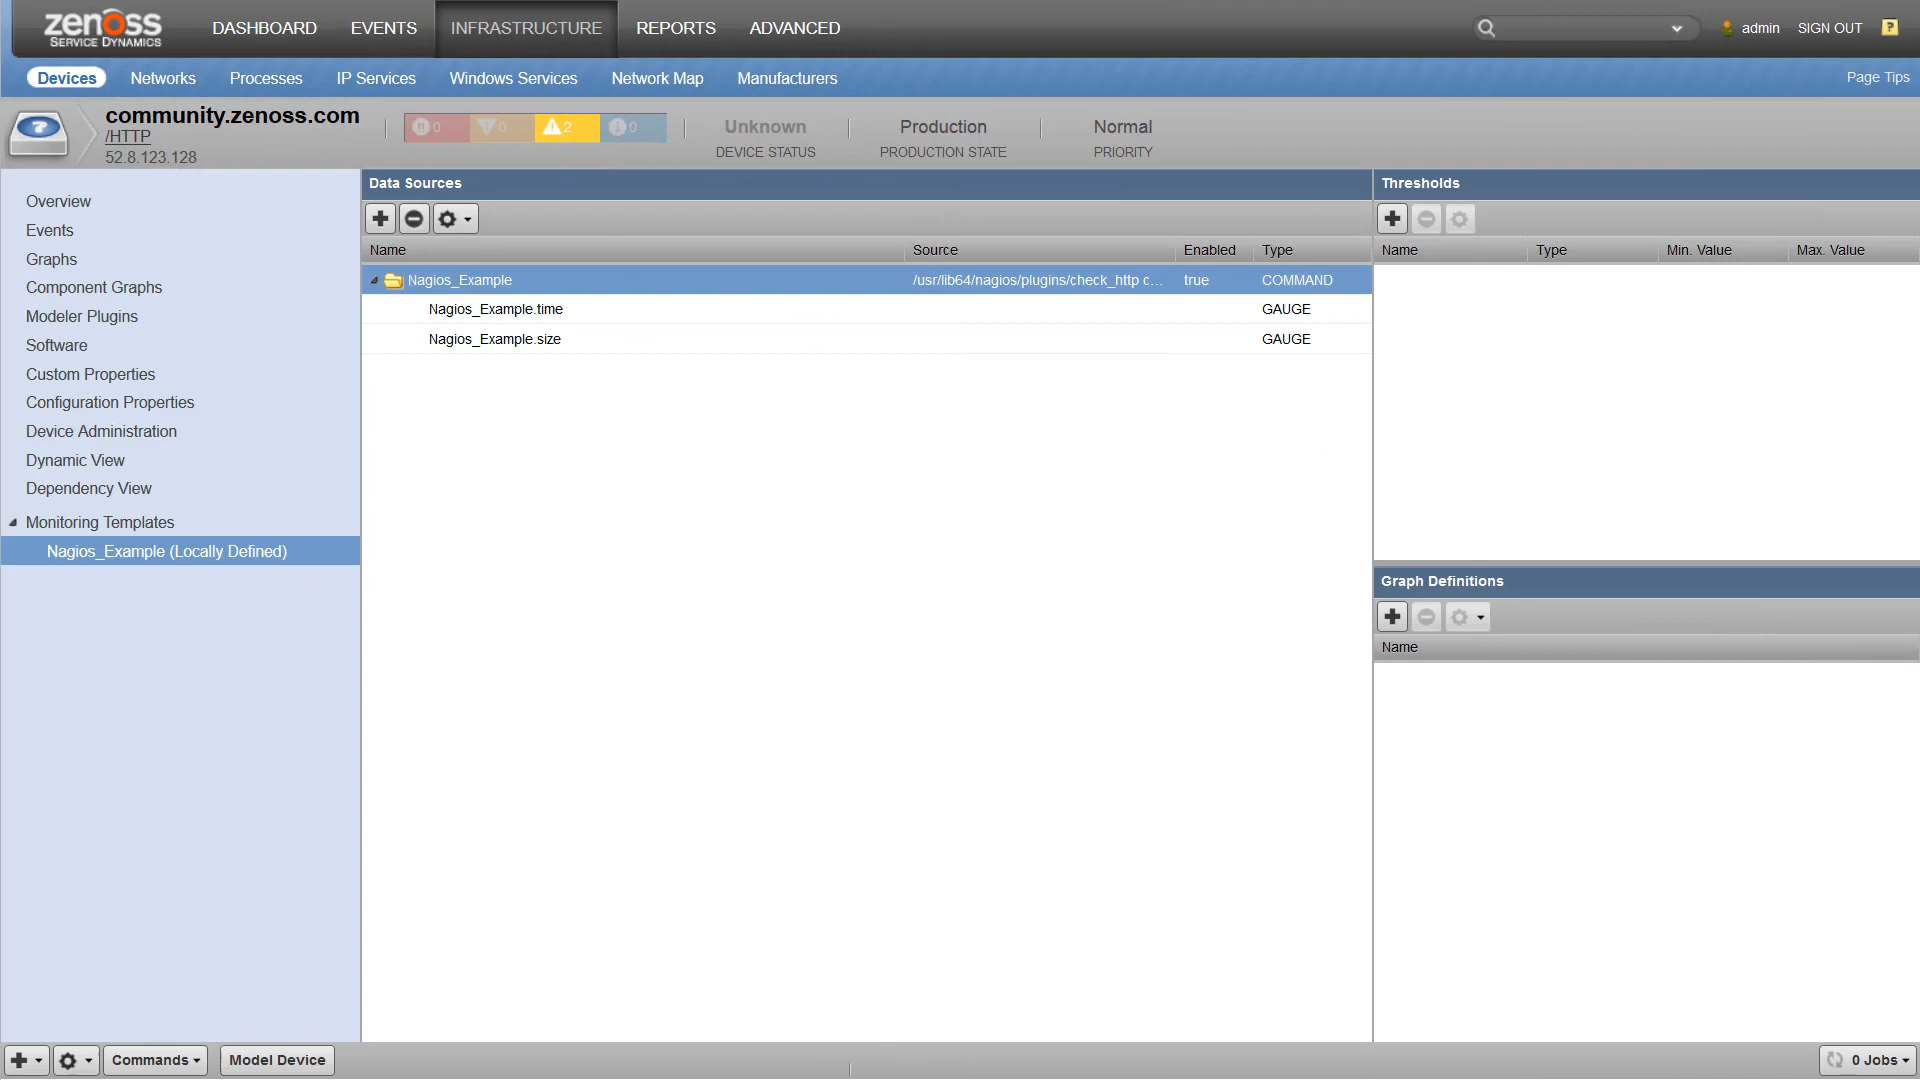 zenoss
SERVICE DYNAMICS
DASHBOARD EVENTS INFRASTRUCTURE REPORTS ADVANCED
admin SIGN OUT ?
Devices Networks Processes IP Services Windows Services Network Map Manufacturers Page Tips
community.zenoss.com
/HTTP
52.8.123.128
0 0 2 0
Unknown
DEVICE STATUS
Production
PRODUCTION STATE
Normal
PRIORITY
Overview
Events
Graphs
Component Graphs
Modeler Plugins
Software
Custom Properties
Configuration Properties
Device Administration
Dynamic View
Dependency View
Monitoring Templates
Nagios_Example (Locally Defined)
Data Sources
Name Source Enabled Type
Nagios_Example /usr/lib64/nagios/plugins/check_http c... true COMMAND
Nagios_Example.time GAUGE
Nagios_Example.size GAUGE
Thresholds
Name Type Min. Value Max. Value
Graph Definitions
Name
Commands Model Device 0 Jobs